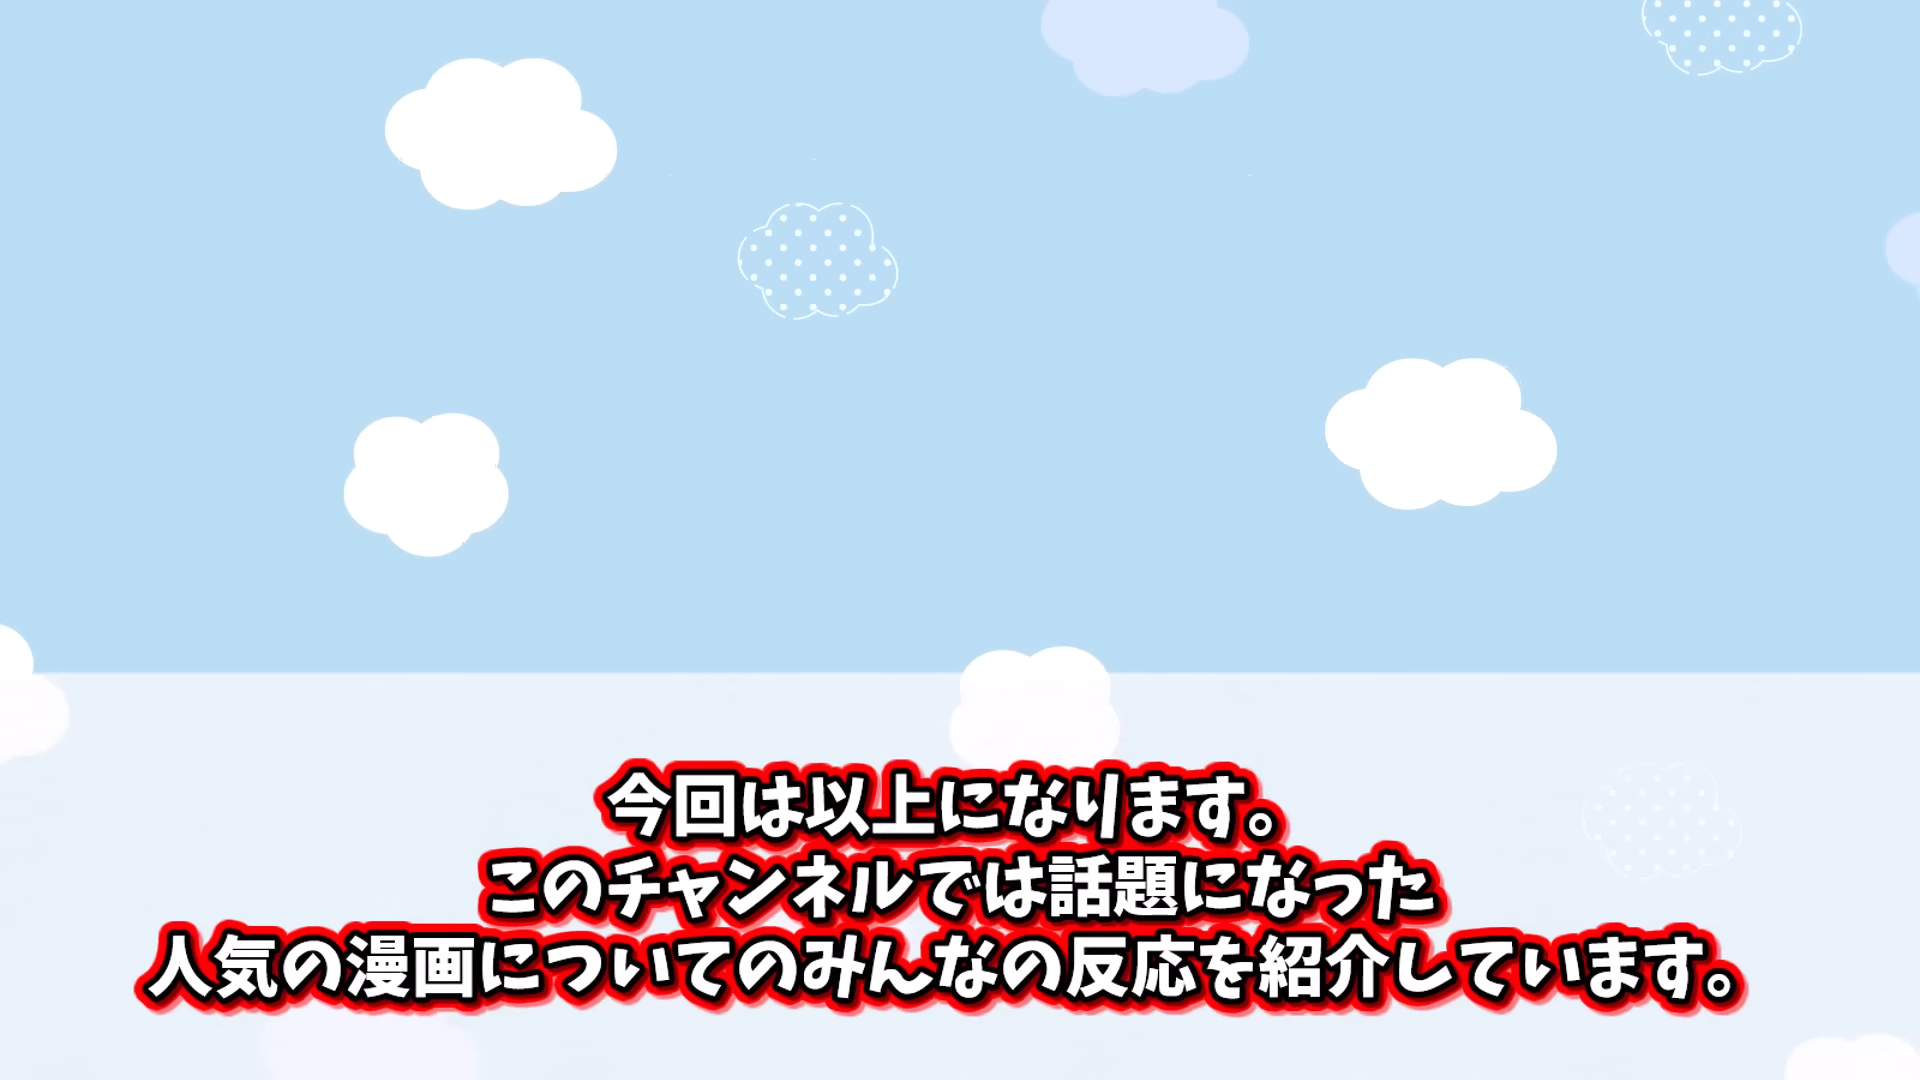 今回は以上になります。
このチャンネルでは話題になった
人気の漫画についてのみんなの反応を紹介しています。